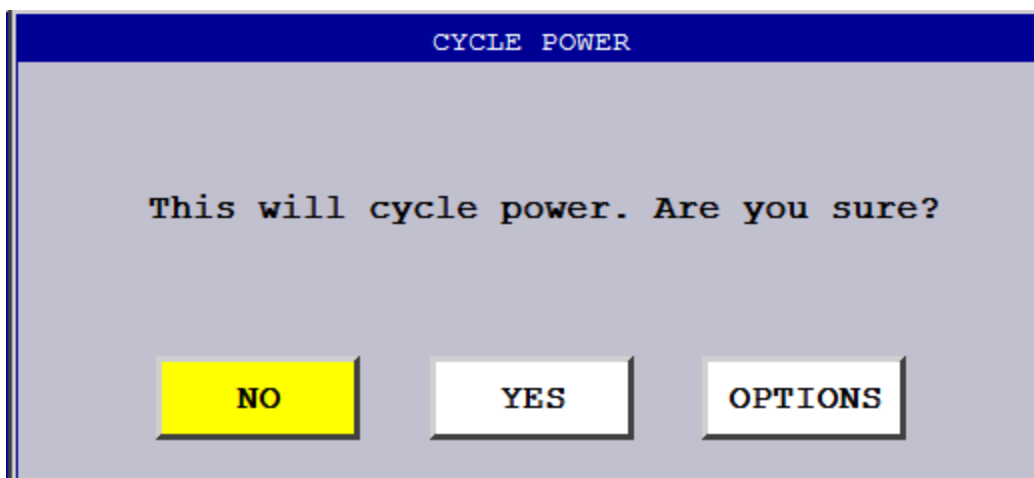 CYCLE POWER
This will cycle power. Are you sure?
NO YES OPTIONS